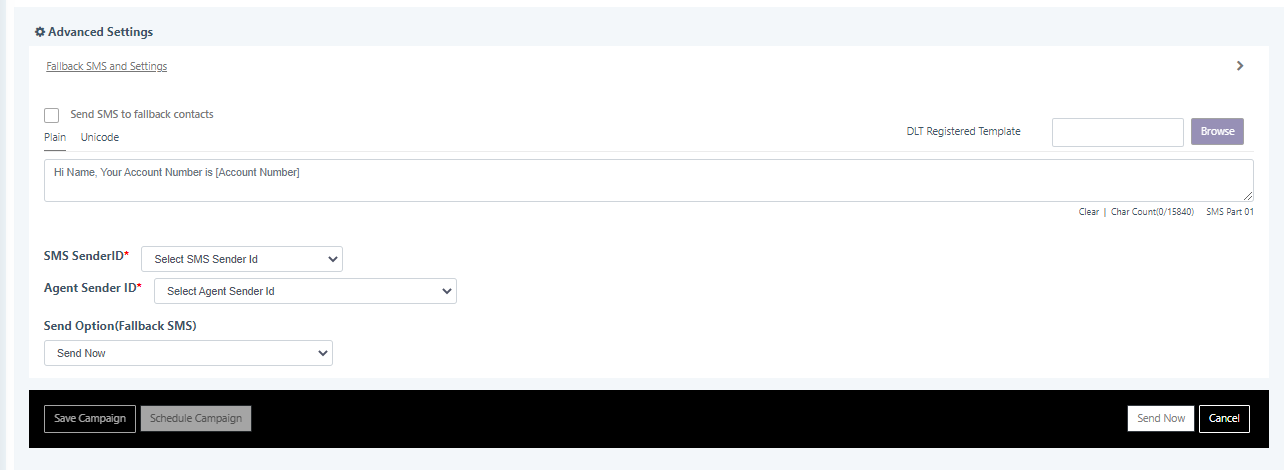 Advanced Settings
Fallback SMS and Settings
Send SMS to fallback contacts
Plain Unicode
DLT Registered Template Browse
Hi Name, Your Account Number is [Account Number]
Clear | Char Count(0/15840) SMS Part 01
SMS SenderID* Select SMS Sender Id
Agent Sender ID* Select Agent Sender Id
Send Option(Fallback SMS)
Send Now
Save Campaign Schedule Campaign Send Now Cancel